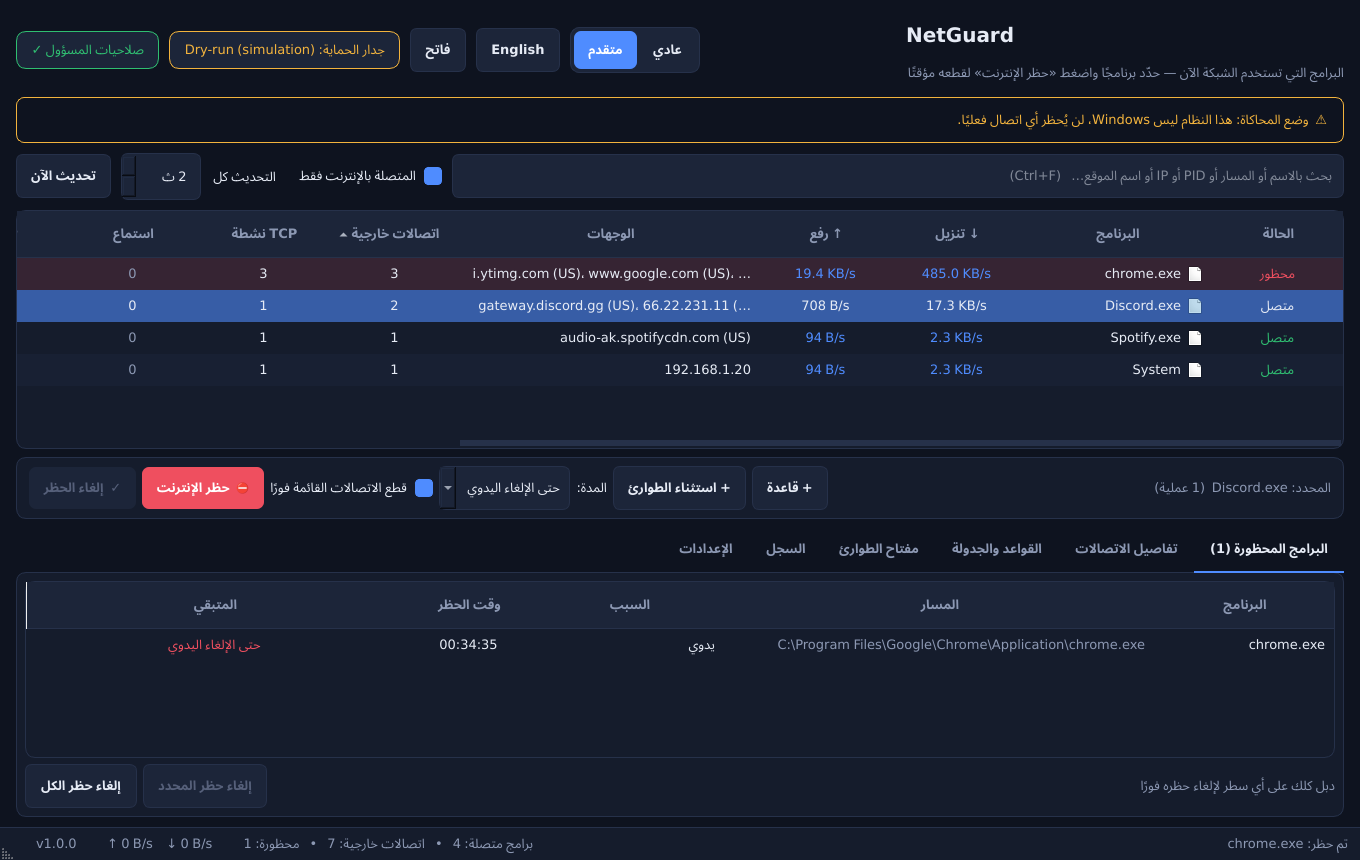 NetGuard
البرامج التي تستخدم الشبكة الآن — حدّد برنامجًا واضغط «حظر الإنترنت» لقطعه مؤقتًا
عادي متقدم English فاتح جدار الحماية: Dry-run (simulation) صلاحيات المسؤول ✓
⚠ وضع المحاكاة: هذا النظام ليس Windows، لن يُحظر أي اتصال فعليًا.
بحث بالاسم أو المسار أو PID أو IP أو اسم الموقع... (Ctrl+F) المتصلة بالإنترنت فقط التحديث كل 2 ث تحديث الآن
الحالة البرنامج ↓ تنزيل ↑ رفع الوجهات اتصالات خارجية TCP نشطة استماع
محظور chrome.exe 485.0 KB/s 19.4 KB/s i.ytimg.com (US)، www.google.com (US)، ... 3 3 0
متصل Discord.exe 17.3 KB/s 708 B/s gateway.discord.gg (US)، 66.22.231.11 (... 2 1 0
متصل Spotify.exe 2.3 KB/s 94 B/s audio-ak.spotifycdn.com (US) 1 1 0
متصل System 2.3 KB/s 94 B/s 192.168.1.20 1 1 0
المحدد: Discord.exe (1 عملية) + قاعدة + استثناء الطوارئ المدة: حتى الإلغاء اليدوي قطع الاتصالات القائمة فورًا ⛔ حظر الإنترنت ✓ إلغاء الحظر
البرامج المحظورة (1) تفاصيل الاتصالات القواعد والجدولة مفتاح الطوارئ السجل الإعدادات
البرنامج المسار السبب وقت الحظر المتبقي
chrome.exe C:\Program Files\Google\Chrome\Application\chrome.exe يدوي 00:34:35 حتى الإلغاء اليدوي
دبل كلك على أي سطر لإلغاء حظره فورًا إلغاء حظر المحدد إلغاء حظر الكل
تم حظر: chrome.exe برامج متصلة: 4 • اتصالات خارجية: 7 • محظورة: 1 ↓ 0 B/s ↑ 0 B/s v1.0.0